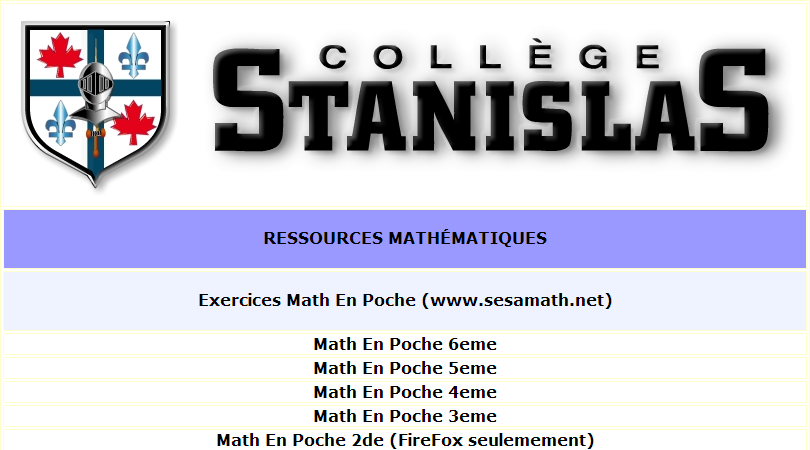 COLLÈGE
STANISLAS
RESSOURCES MATHÉMATIQUES
Exercices Math En Poche (www.sesamath.net)
Math En Poche 6eme
Math En Poche 5eme
Math En Poche 4eme
Math En Poche 3eme
Math En Poche 2de (FireFox seulemement)